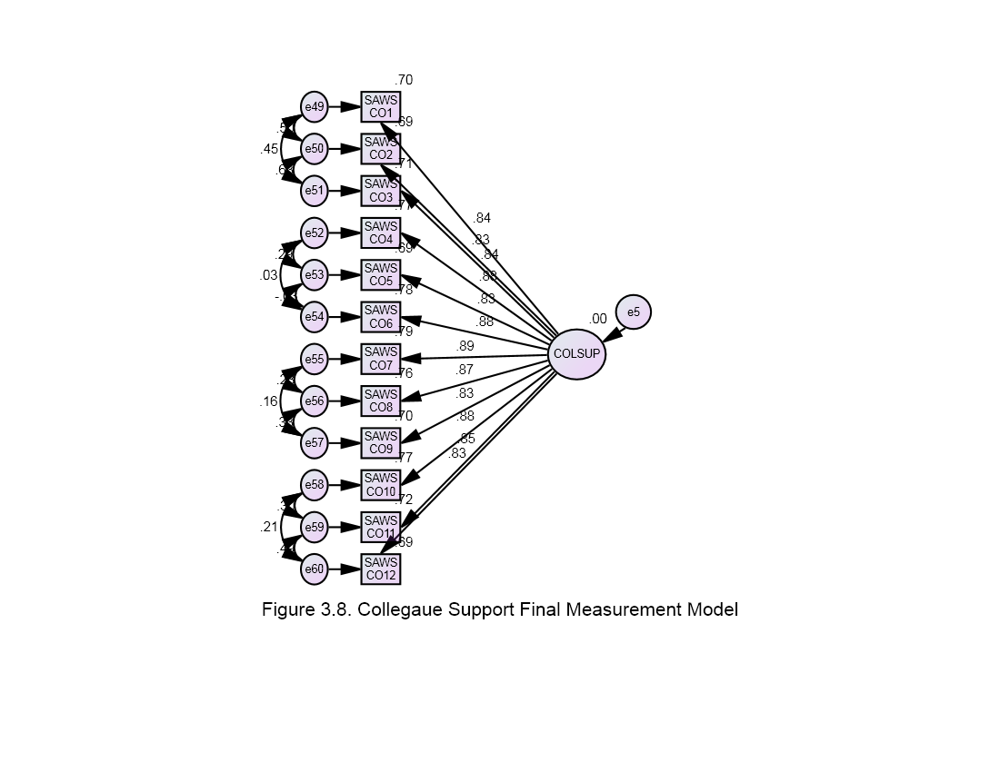 .70
e49
SAWS
CO1
.69
.45
e50
SAWS
CO2
.71
e51
SAWS
CO3
.77
e52
SAWS
CO4
.69
.03
e53
SAWS
CO5
.78
e54
SAWS
CO6
.79
e55
SAWS
CO7
.76
.16
e56
SAWS
CO8
.70
e57
SAWS
CO9
.77
e58
SAWS
CO10
.72
.21
e59
SAWS
CO11
.69
e60
SAWS
CO12
.84
.83
.84
.88
.83
.88
.89
.87
.83
.88
.85
.83
.00
e5
COLSUP
Figure 3.8. Collegaue Support Final Measurement Model